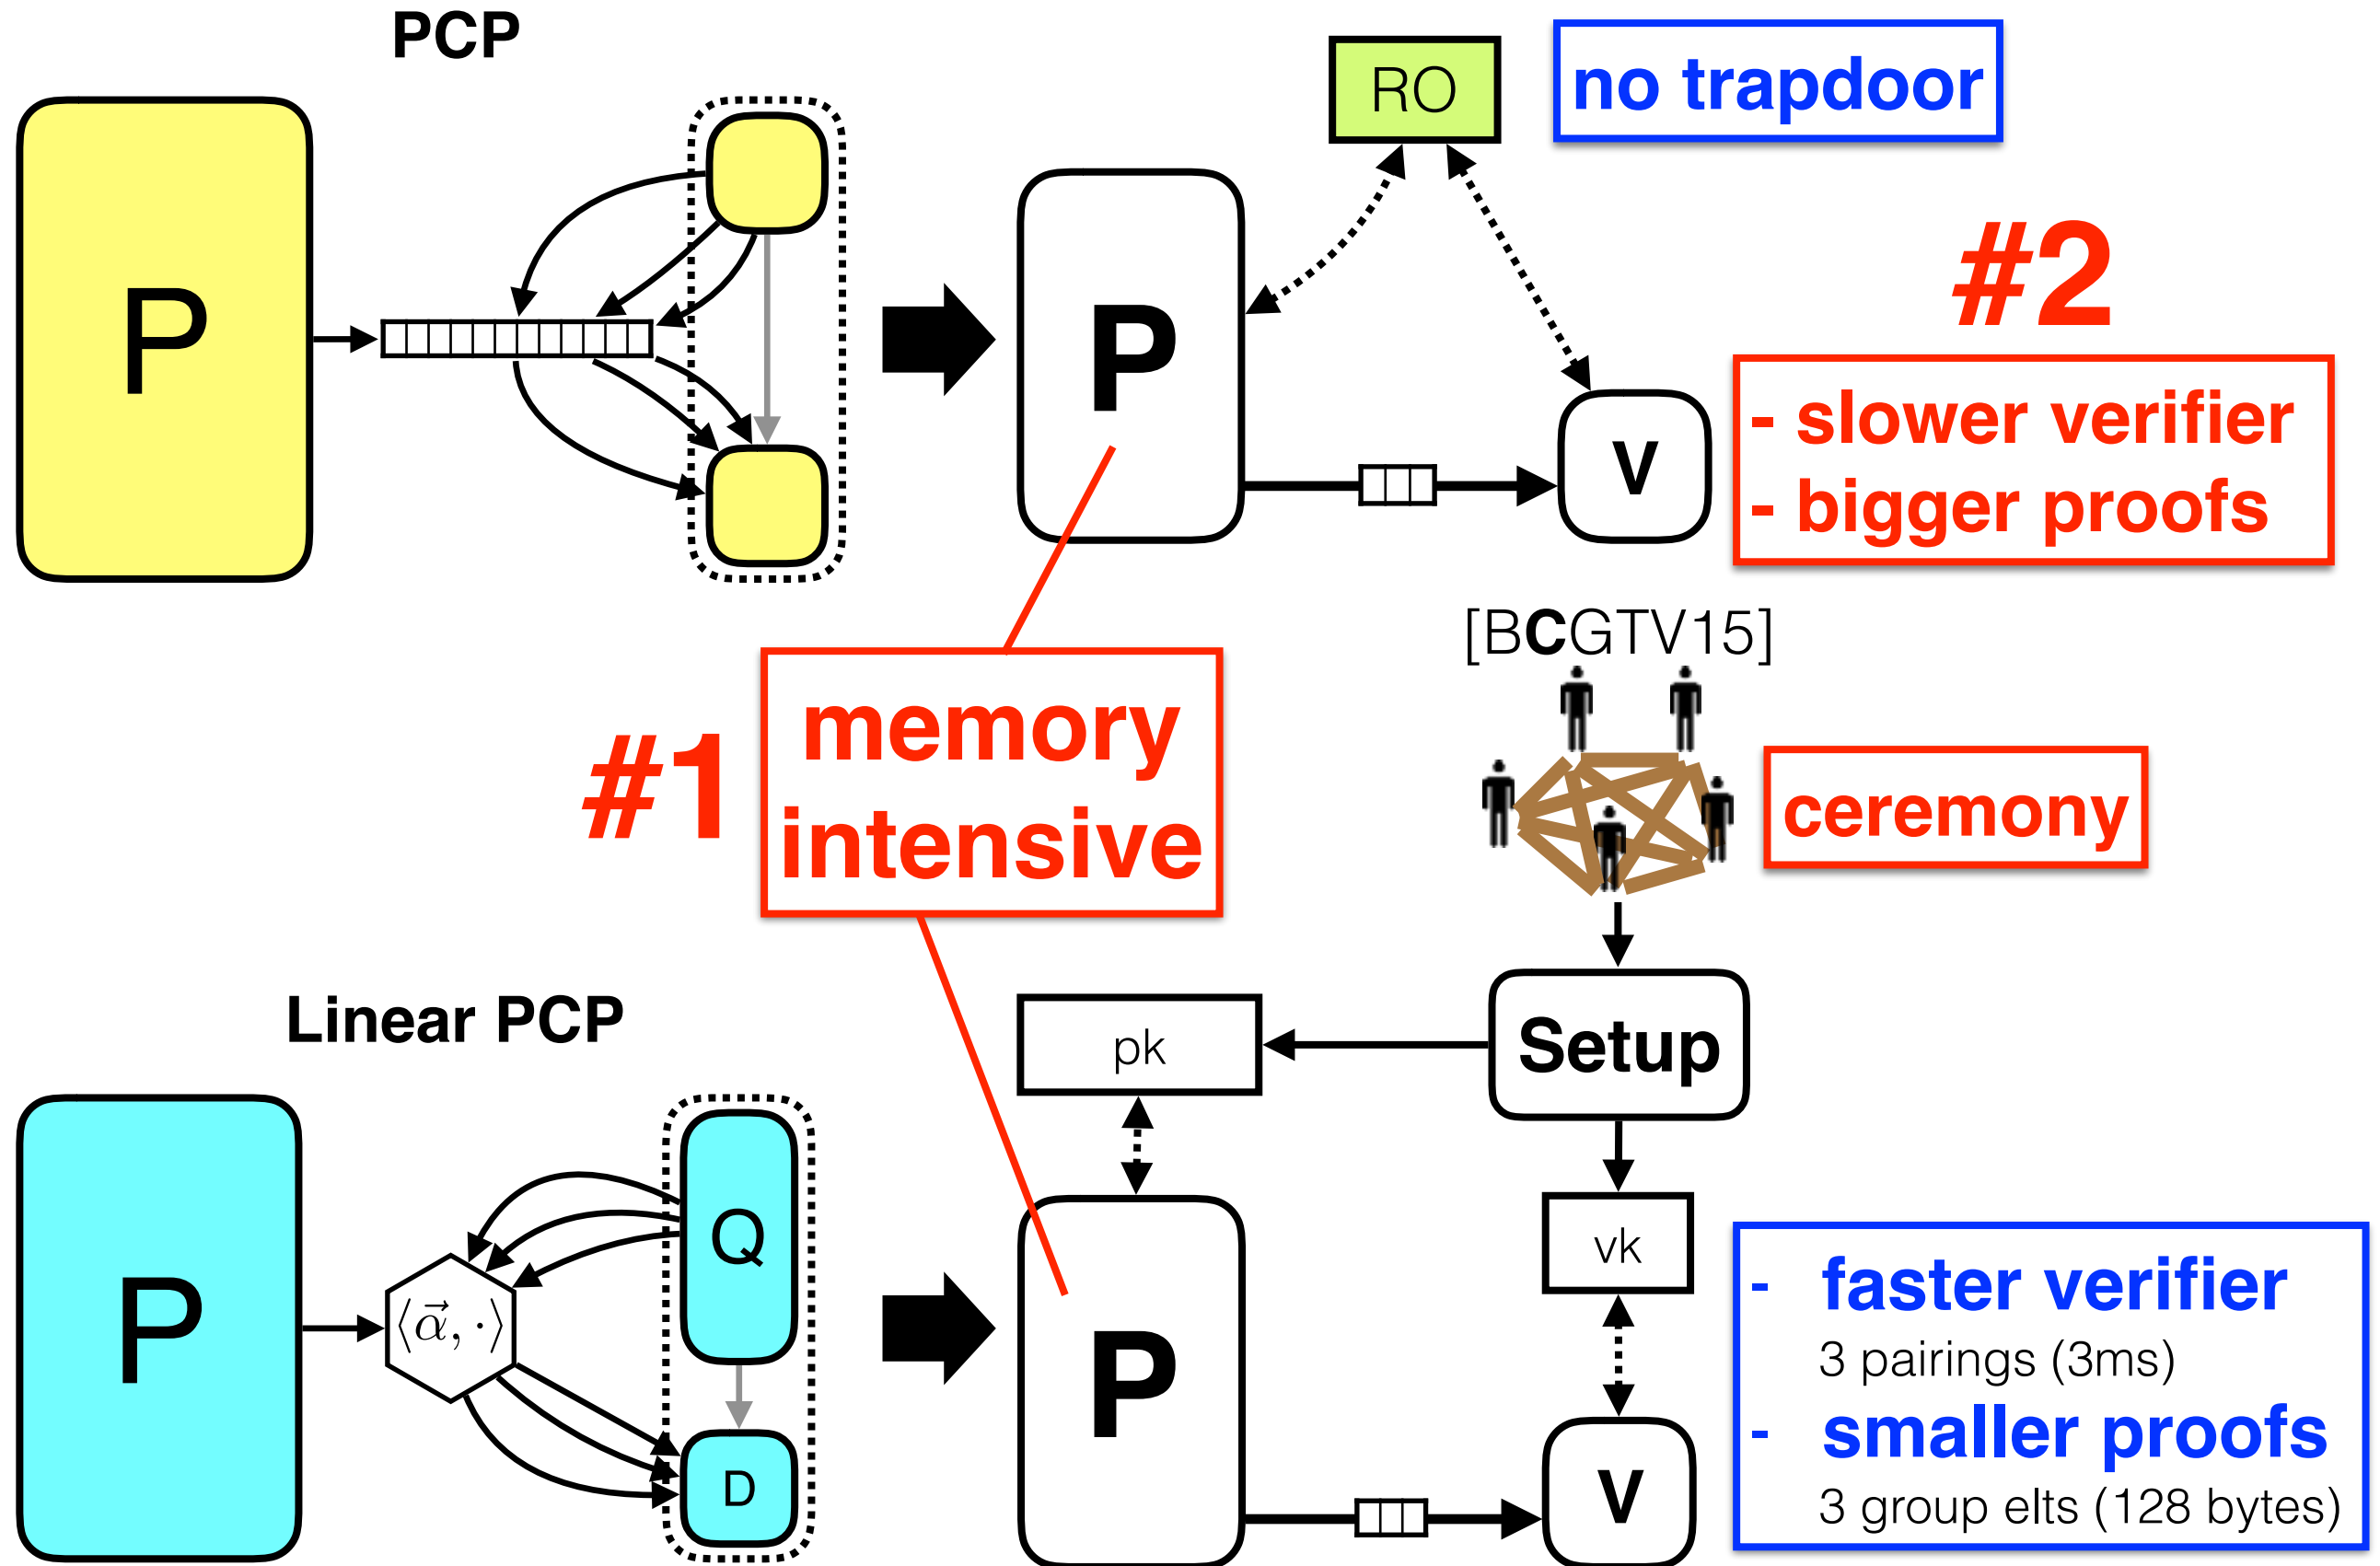 PCP
RO
no trapdoor
P
P
#2
- slower verifier
- bigger proofs
V
[BCGTV15]
#1
memory
intensive
ceremony
Linear PCP
pk
Setup
P
Q
⟨α⃗, ·⟩
D
vk
P
V
- faster verifier
3 pairings (3ms)
- smaller proofs
3 group elts (128 bytes)